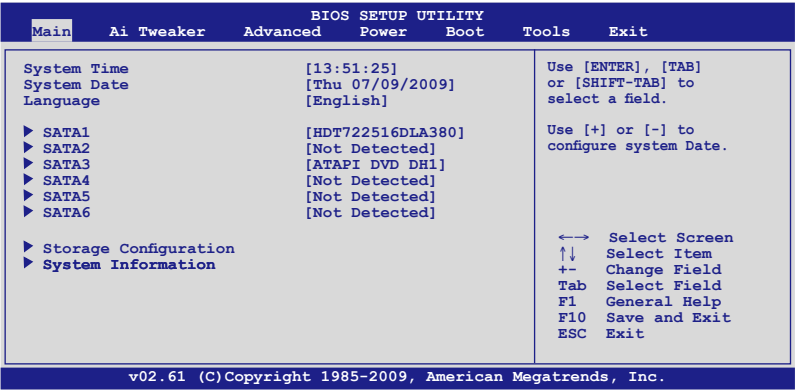 BIOS SETUP UTILITY
Main Ai Tweaker Advanced Power Boot Tools Exit
System Time [13:51:25]
System Date [Thu 07/09/2009]
Language [English]
SATA1 [HDT722516DLA380]
SATA2 [Not Detected]
SATA3 [ATAPI DVD DH1]
SATA4 [Not Detected]
SATA5 [Not Detected]
SATA6 [Not Detected]
Storage Configuration
System Information
Use [ENTER], [TAB]
or [SHIFT-TAB] to
select a field.
Use [+] or [-] to
configure system Date.
←→ Select Screen
↑↓ Select Item
+- Change Field
Tab Select Field
F1 General Help
F10 Save and Exit
ESC Exit
v02.61 (C)Copyright 1985-2009, American Megatrends, Inc.